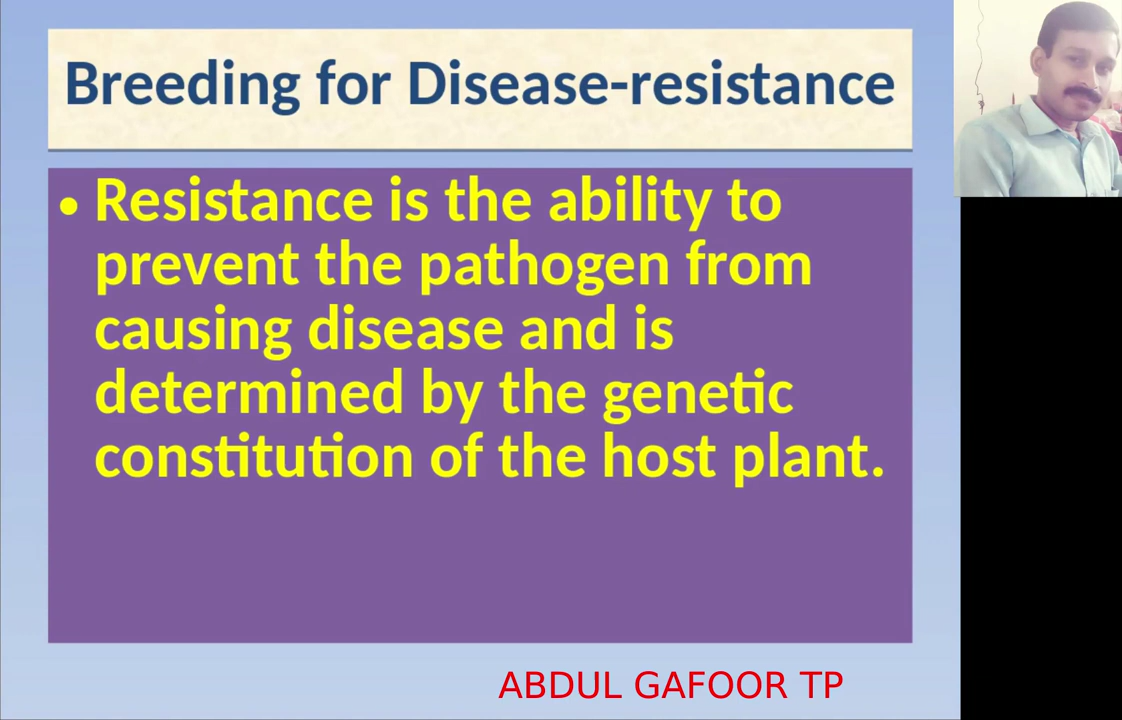 Breeding for Disease-resistance
• Resistance is the ability to
prevent the pathogen from
causing disease and is
determined by the genetic
constitution of the host plant.
ABDUL GAFOOR TP